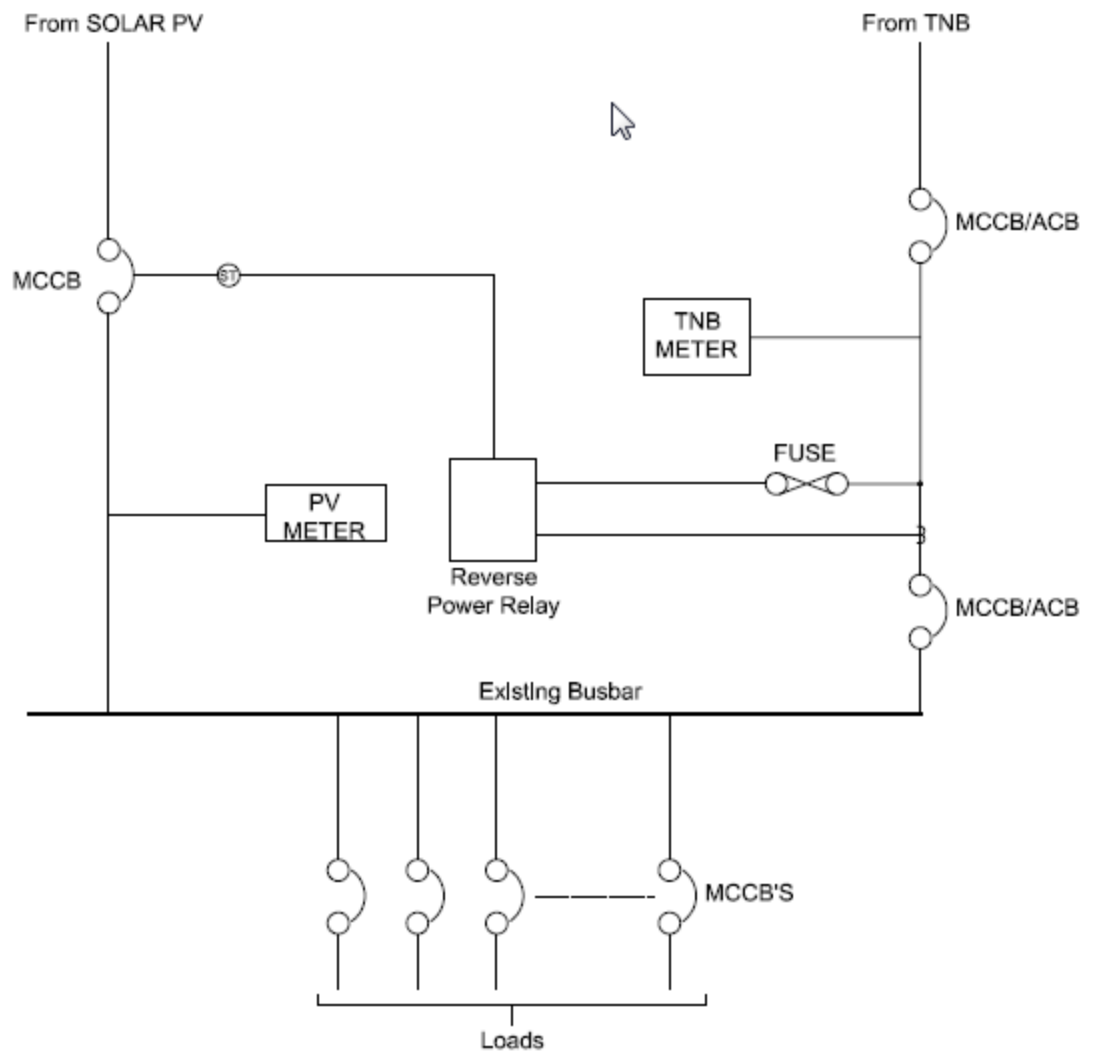 From SOLAR PV
From TNB
MCCB/ACB
MCCB
ST
TNB
METER
FUSE
PV
METER
Reverse
Power Relay
MCCB/ACB
Existing Busbar
MCCB'S
Loads